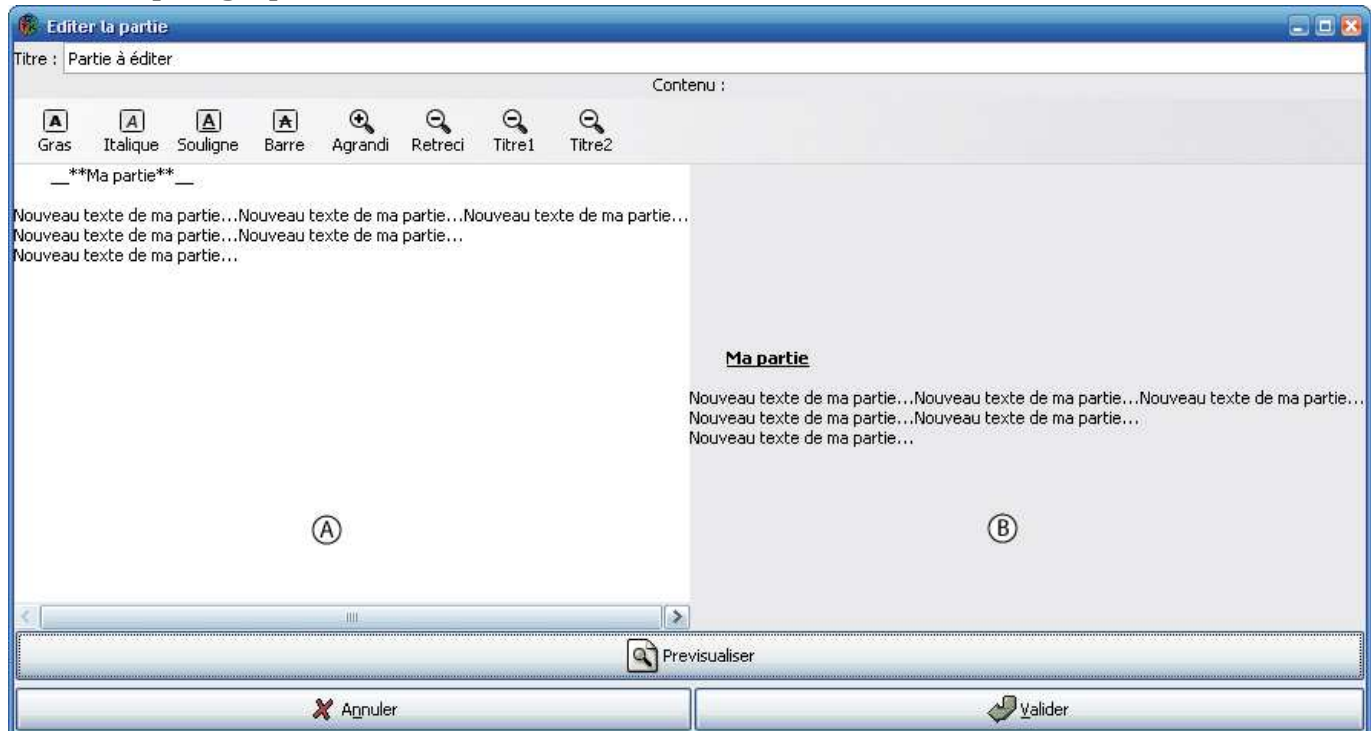 Editer la partie
Titre : Partie à éditer
Contenu :
A A A A
Gras Italique Souligne Barre Agrandi Retreci Titre1 Titre2
__**Ma partie**__
Nouveau texte de ma partie...Nouveau texte de ma partie...Nouveau texte de ma partie...
Nouveau texte de ma partie...Nouveau texte de ma partie...
Nouveau texte de ma partie...
Ma partie
Nouveau texte de ma partie...Nouveau texte de ma partie...Nouveau texte de ma partie...
Nouveau texte de ma partie...Nouveau texte de ma partie...
Nouveau texte de ma partie...
A
B
Previsualiser
Annuler
Valider